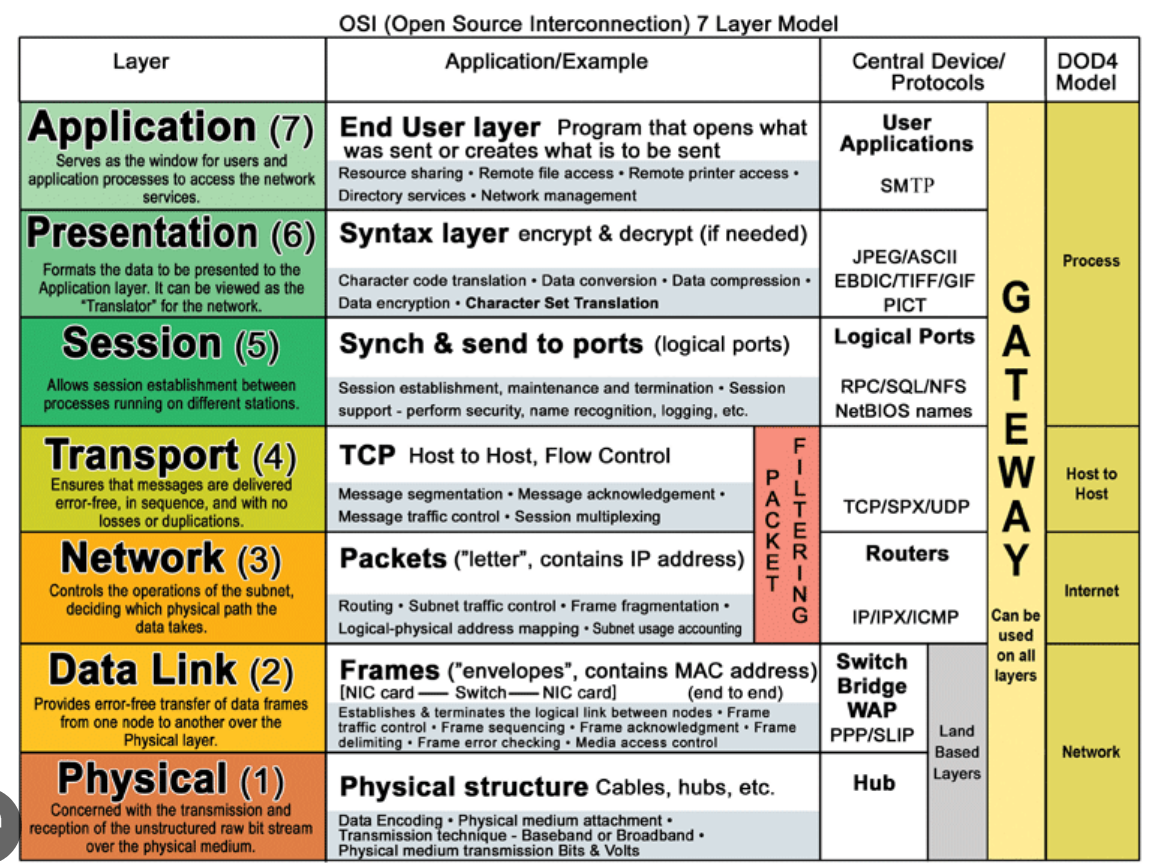 OSI (Open Source Interconnection) 7 Layer Model
Layer
Application/Example
Central Device/
Protocols
DOD4
Model
Application (7)
Serves as the window for users and
application processes to access the network
services.
End User layer Program that opens what
was sent or creates what is to be sent
Resource sharing • Remote file access • Remote printer access •
Directory services • Network management
User
Applications
SMTP
Presentation (6)
Formats the data to be presented to the
Application layer. It can be viewed as the
"Translator" for the network.
Syntax layer encrypt & decrypt (if needed)
Character code translation • Data conversion • Data compression •
Data encryption • Character Set Translation
JPEG/ASCII
EBDIC/TIFF/GIF
PICT
Process
Session (5)
Allows session establishment between
processes running on different stations.
Synch & send to ports (logical ports)
Session establishment, maintenance and termination • Session
support - perform security, name recognition, logging, etc.
Logical Ports
RPC/SQL/NFS
NetBIOS names
Transport (4)
Ensures that messages are delivered
error-free, in sequence, and with no
losses or duplications.
TCP Host to Host, Flow Control
Message segmentation • Message acknowledgement •
Message traffic control • Session multiplexing
PACKET
FILTERING
TCP/SPX/UDP
Host to
Host
Network (3)
Controls the operations of the subnet,
deciding which physical path the
data takes.
Packets ("letter", contains IP address)
Routing • Subnet traffic control • Frame fragmentation •
Logical-physical address mapping • Subnet usage accounting
Routers
IP/IPX/ICMP
Internet
GATEWAY
Can be
used
on all
layers
Data Link (2)
Provides error-free transfer of data frames
from one node to another over the
Physical layer.
Frames ("envelopes", contains MAC address)
[NIC card — Switch — NIC card] (end to end)
Establishes & terminates the logical link between nodes • Frame
traffic control • Frame sequencing • Frame acknowledgment • Frame
delimiting • Frame error checking • Media access control
Switch
Bridge
WAP
PPP/SLIP
Land
Based
Layers
Network
Physical (1)
Concerned with the transmission and
reception of the unstructured raw bit stream
over the physical medium.
Physical structure Cables, hubs, etc.
Data Encoding • Physical medium attachment •
Transmission technique - Baseband or Broadband •
Physical medium transmission Bits & Volts
Hub